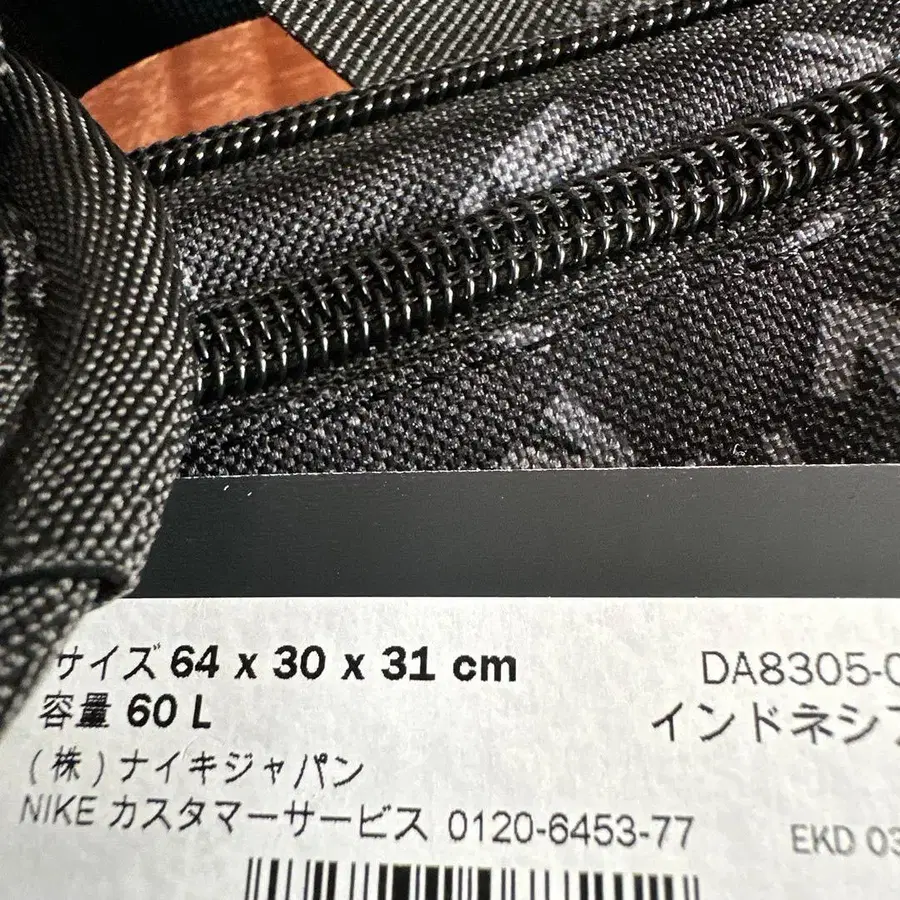 サイズ 64 x 30 x 31 cm
DA8305-0
容量 60 L
インドネシア
(株)ナイキジャパン
NIKE カスタマーサービス 0120-6453-77
EKD 03